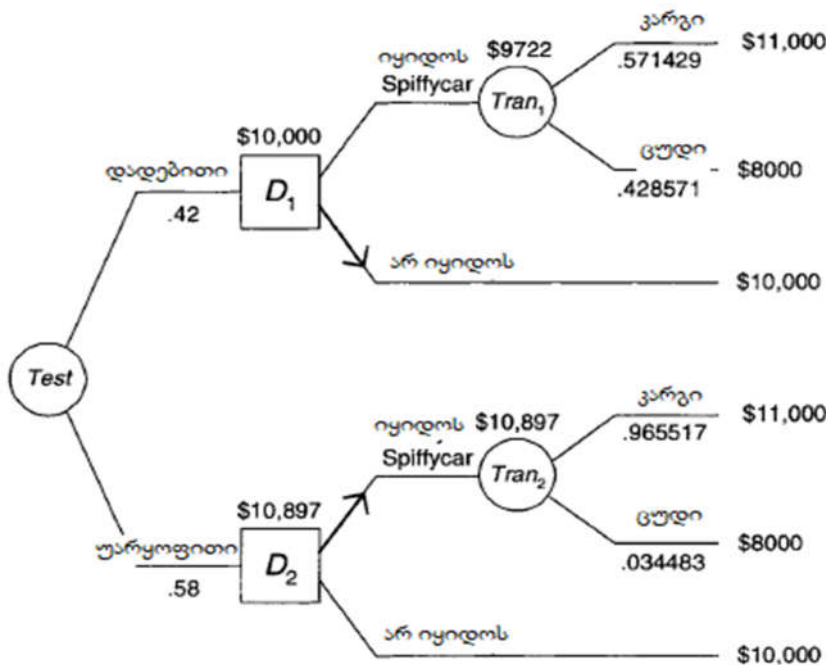 კარგი
$11,000
.571429
იყიდოს
Spiffycar
$9722
Tran₁
ცუდი
$8000
.428571
$10,000
დადებითი
.42
D₁
არ იყიდოს
$10,000
Test
კარგი
$11,000
.965517
იყიდოს
Spiffycar
$10,897
Tran₂
ცუდი
$8000
.034483
$10,897
უარყოფითი
.58
D₂
არ იყიდოს
$10,000